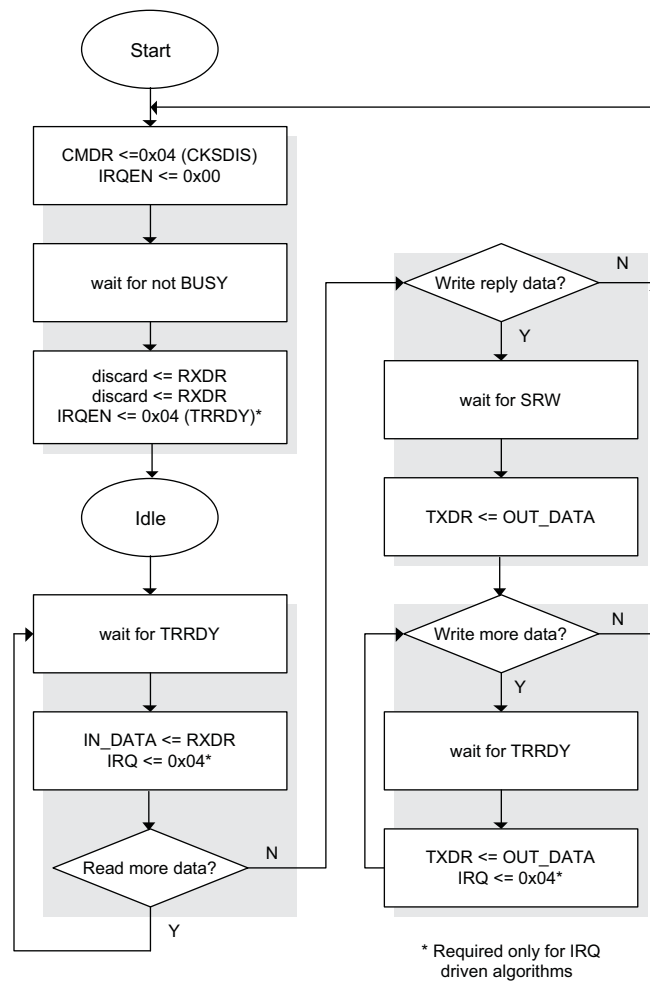 Start
CMDR <=0x04 (CKSDIS)
IRQEN <= 0x00
wait for not BUSY
discard <= RXDR
discard <= RXDR
IRQEN <= 0x04 (TRRDY)*
Idle
wait for TRRDY
IN_DATA <= RXDR
IRQ <= 0x04*
Read more data?
N
Y
Write reply data?
N
Y
wait for SRW
TXDR <= OUT_DATA
Write more data?
N
Y
wait for TRRDY
TXDR <= OUT_DATA
IRQ <= 0x04*
* Required only for IRQ
driven algorithms